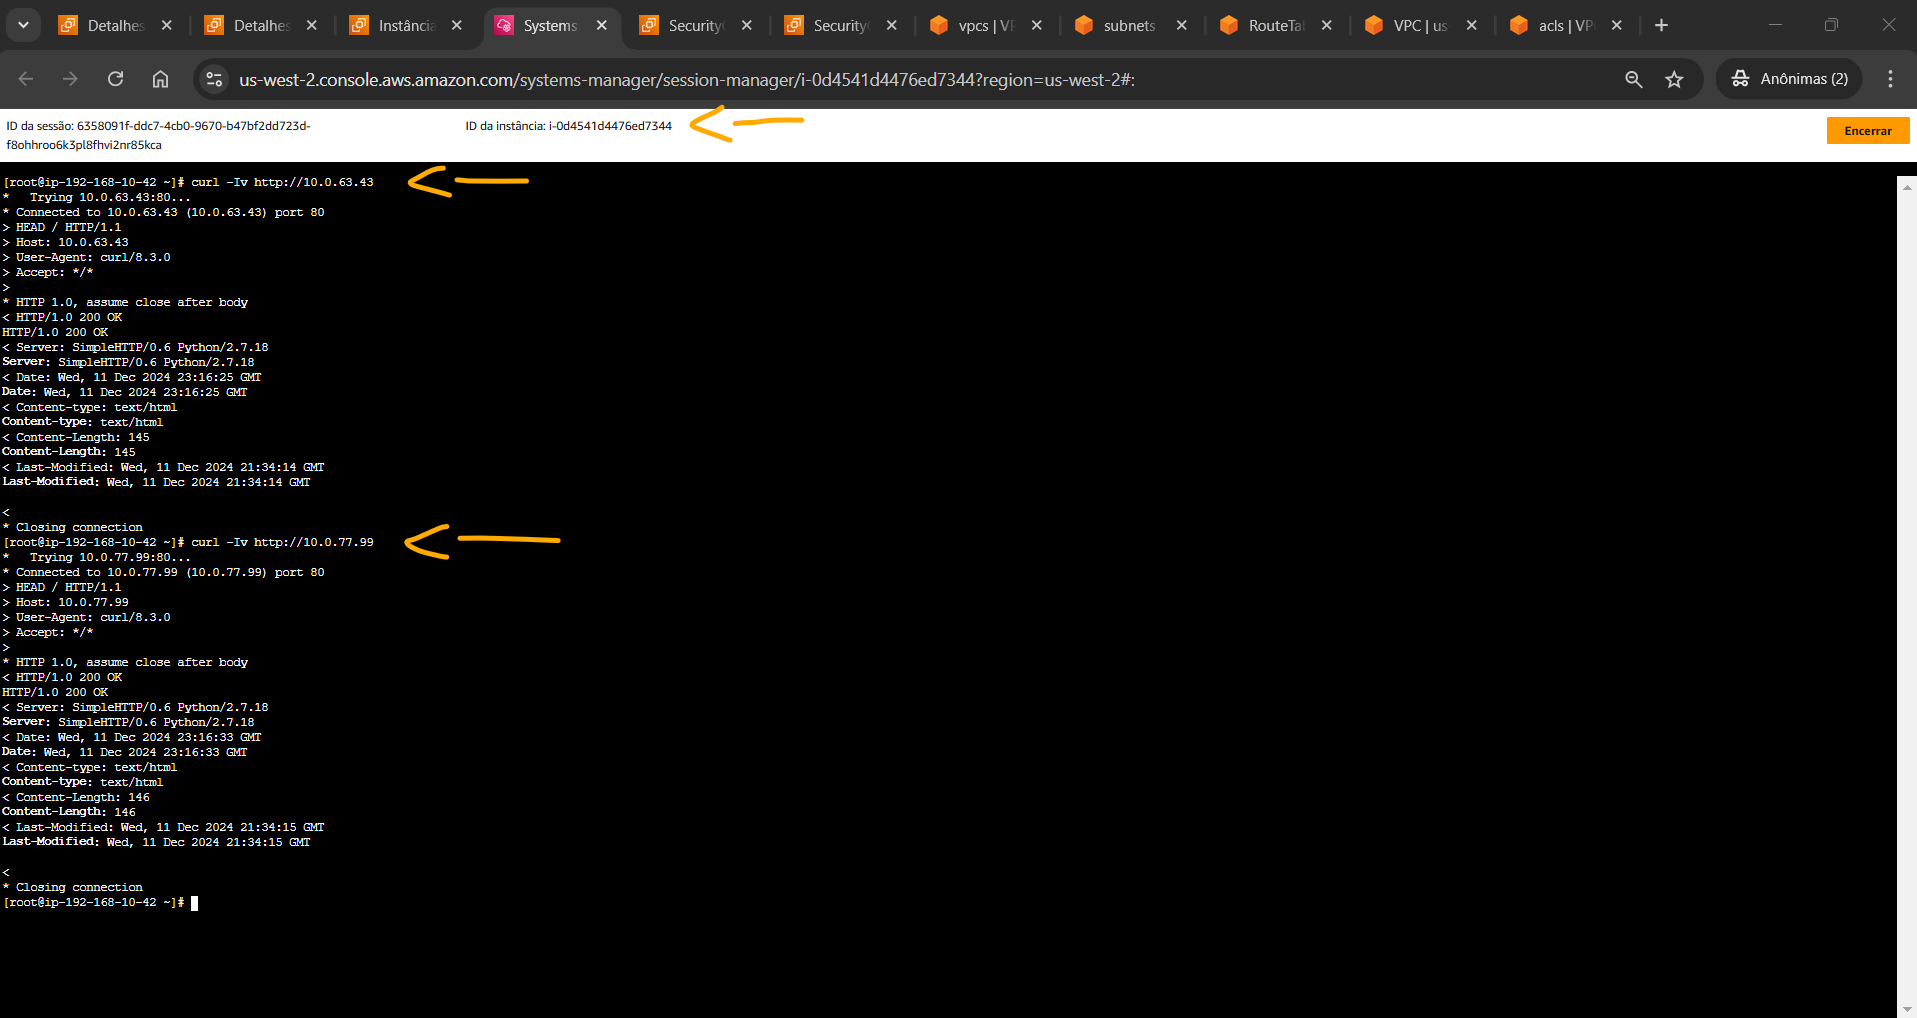 Detalhes
Detalhes
Instância
Systems
Security
Security
vpcs | VP
subnets
RouteTab
VPC | us
acls | VP
us-west-2.console.aws.amazon.com/systems-manager/session-manager/i-0d4541d4476ed7344?region=us-west-2#:
Anônimas (2)
ID da sessão: 6358091f-ddc7-4cb0-9670-b47bf2dd723d-
f8ohhroo6k3pl8fhvi2nr85kca
ID da instância: i-0d4541d4476ed7344
Encerrar
[root@ip-192-168-10-42 ~]# curl -Iv http://10.0.63.43
*   Trying 10.0.63.43:80...
* Connected to 10.0.63.43 (10.0.63.43) port 80
> HEAD / HTTP/1.1
> Host: 10.0.63.43
> User-Agent: curl/8.3.0
> Accept: */*
>
* HTTP 1.0, assume close after body
< HTTP/1.0 200 OK
HTTP/1.0 200 OK
< Server: SimpleHTTP/0.6 Python/2.7.18
Server: SimpleHTTP/0.6 Python/2.7.18
< Date: Wed, 11 Dec 2024 23:16:25 GMT
Date: Wed, 11 Dec 2024 23:16:25 GMT
< Content-type: text/html
Content-type: text/html
< Content-Length: 145
Content-Length: 145
< Last-Modified: Wed, 11 Dec 2024 21:34:14 GMT
Last-Modified: Wed, 11 Dec 2024 21:34:14 GMT
<
* Closing connection
[root@ip-192-168-10-42 ~]# curl -Iv http://10.0.77.99
*   Trying 10.0.77.99:80...
* Connected to 10.0.77.99 (10.0.77.99) port 80
> HEAD / HTTP/1.1
> Host: 10.0.77.99
> User-Agent: curl/8.3.0
> Accept: */*
>
* HTTP 1.0, assume close after body
< HTTP/1.0 200 OK
HTTP/1.0 200 OK
< Server: SimpleHTTP/0.6 Python/2.7.18
Server: SimpleHTTP/0.6 Python/2.7.18
< Date: Wed, 11 Dec 2024 23:16:33 GMT
Date: Wed, 11 Dec 2024 23:16:33 GMT
< Content-type: text/html
Content-type: text/html
< Content-Length: 146
Content-Length: 146
< Last-Modified: Wed, 11 Dec 2024 21:34:15 GMT
Last-Modified: Wed, 11 Dec 2024 21:34:15 GMT
<
* Closing connection
[root@ip-192-168-10-42 ~]#